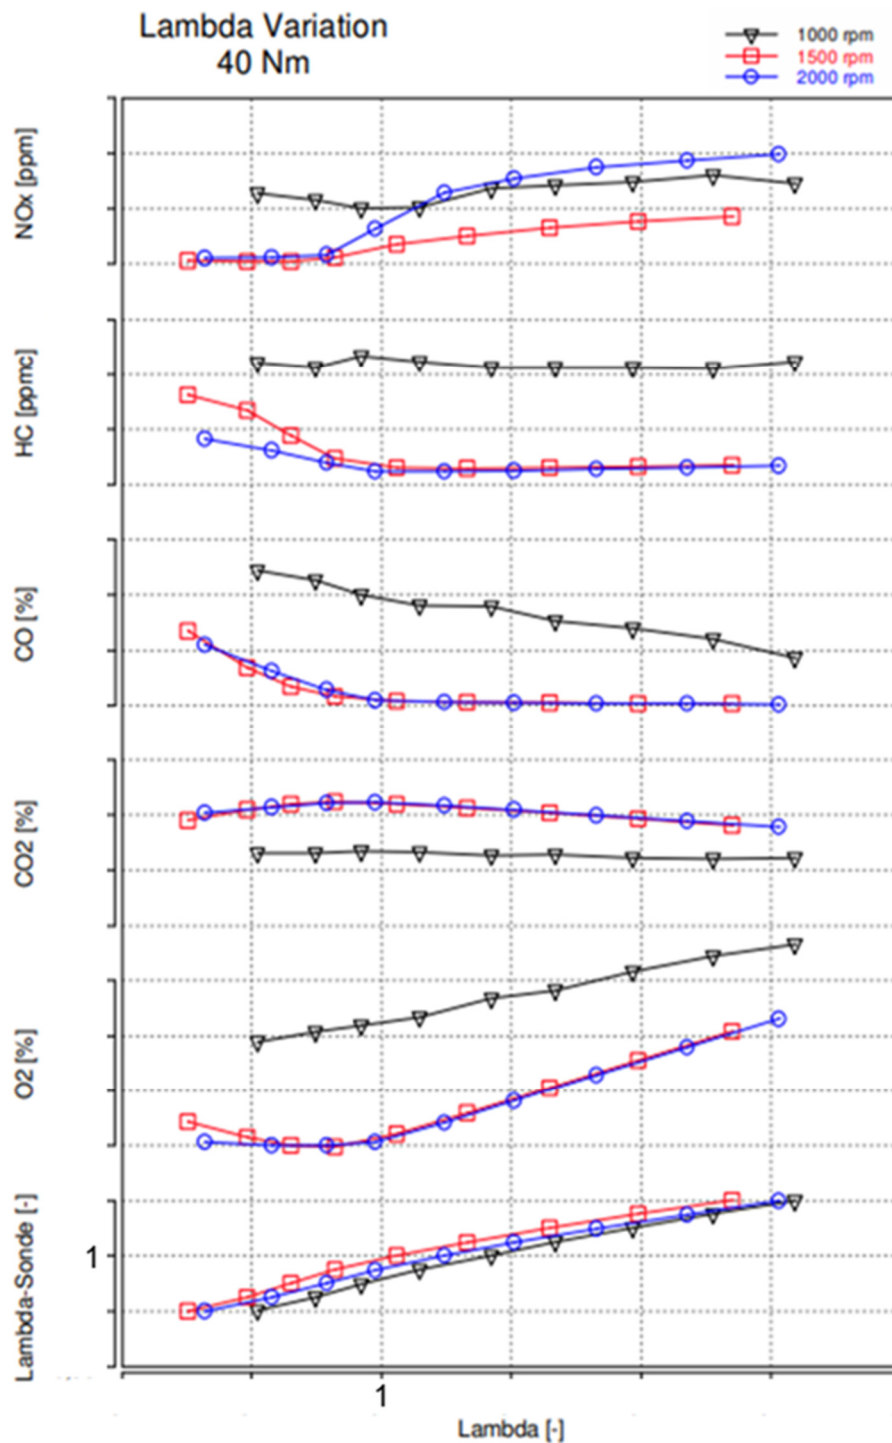 Lambda Variation
40 Nm
1000 rpm
1500 rpm
2000 rpm
NOx [ppm]
HC [ppmc]
CO [%]
CO2 [%]
O2 [%]
Lambda-Sonde [-]
1
1
Lambda [-]